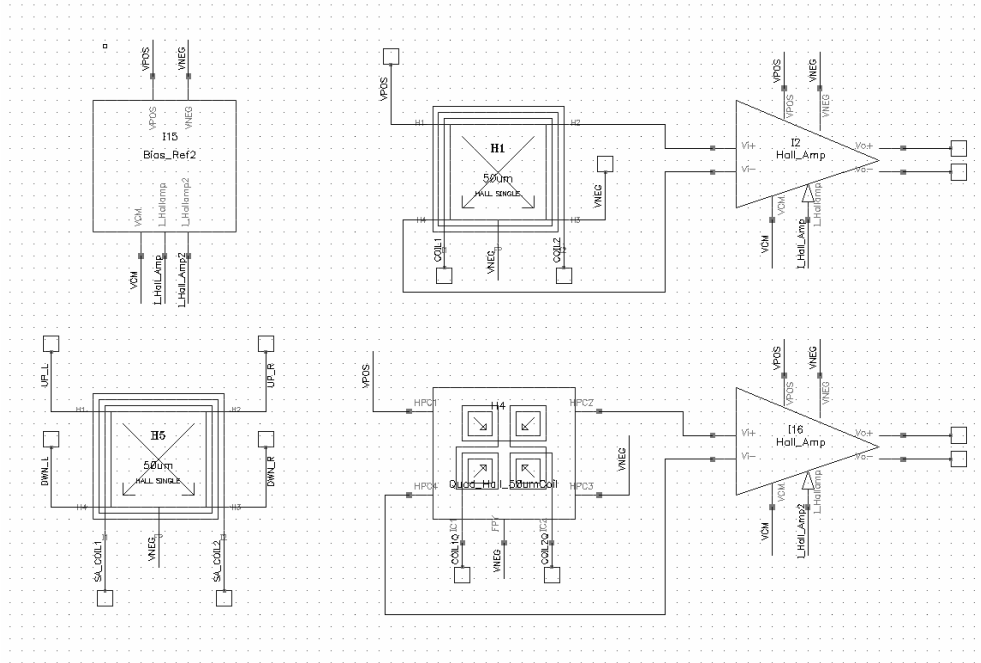 VPOS
VNEG
VPOS
VNEG
I15
Bias_Ref2
VCM
I_Hallamp
I_Hallamp2
VCM
I_Hall_Amp
I_Hall_Amp2
VPOS
H1
H2
H1
50um
HALL SINGLE
VNEG
H4
H3
COIL1
VNEG
COIL2
VPOS
VNEG
VPOS
VNEG
I2
Hall_Amp
Vi+
Vi-
Vo+
Vo-
VCM
I_Hallamp
VCM
I_Hall_Amp
UP_L
UP_R
H1
H2
H5
50um
HALL SINGLE
DWN_L
DWN_R
H4
H3
SA_COIL1
VNEG
SA_COIL2
VPOS
HPC1
HPC2
H4
VNEG
Quad_Hall_50umCoil
HPC4
HPC3
IC1
IC2
COIL1Q
VNEG
COIL2Q
VPOS
VNEG
VPOS
VNEG
I16
Hall_Amp
Vi+
Vi-
Vo+
Vo-
VCM
I_Hallamp
VCM
I_Hall_Amp2